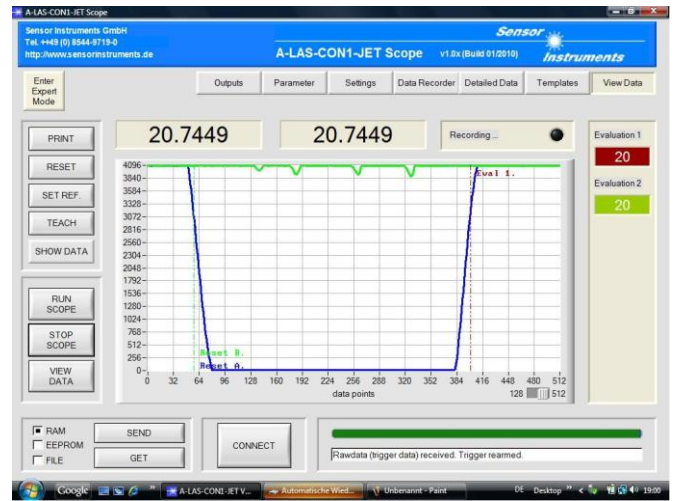 A-LAS-CON1-JET Scope
Sensor Instruments GmbH
Tel. ++49 (0) 8544-9719-0
http://www.sensorinstruments.de
A-LAS-CON1-JET Scope v1.0x (Build 01/2010)
Sensor
Instruments
Enter
Expert
Mode
Outputs Parameter Settings Data Recorder Detailed Data Templates View Data
PRINT
RESET
SET REF.
TEACH
SHOW DATA
RUN
SCOPE
STOP
SCOPE
VIEW
DATA
20.7449 20.7449 Recording ...
Evaluation 1
20
Evaluation 2
20
4096
3840
3584
3328
3072
2816
2560
2304
2048
1792
1536
1280
1024
768
512
256
0
Eval 1.
Reset B.
Reset A.
0 32 64 96 128 160 192 224 256 288 320 352 384 416 448 480 512
data points
128 512
RAM
EEPROM
FILE
SEND
GET
CONNECT
Rawdata (trigger data) received. Trigger rearmed.
Google A-LAS-CON1-JET V... Automatische Wied... Unbenannt - Paint DE Desktop 19:00